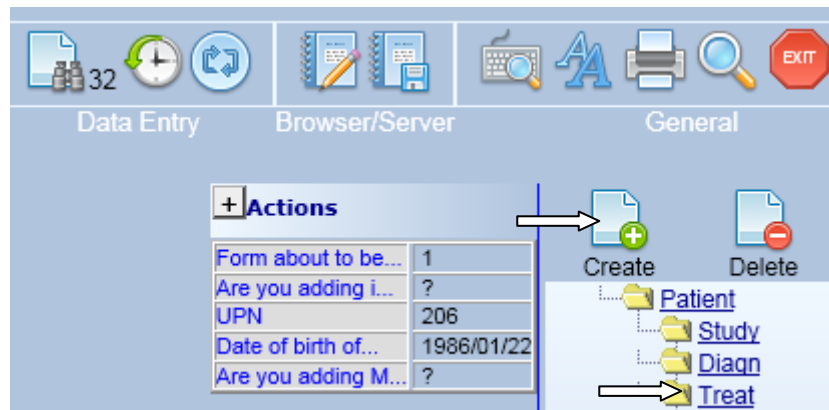 32
EXIT
Data Entry
Browser/Server
General
+ Actions
Form about to be... 1
Are you adding i... ?
UPN 206
Date of birth of... 1986/01/22
Are you adding M... ?
Create
Delete
Patient
Study
Diagn
Treat